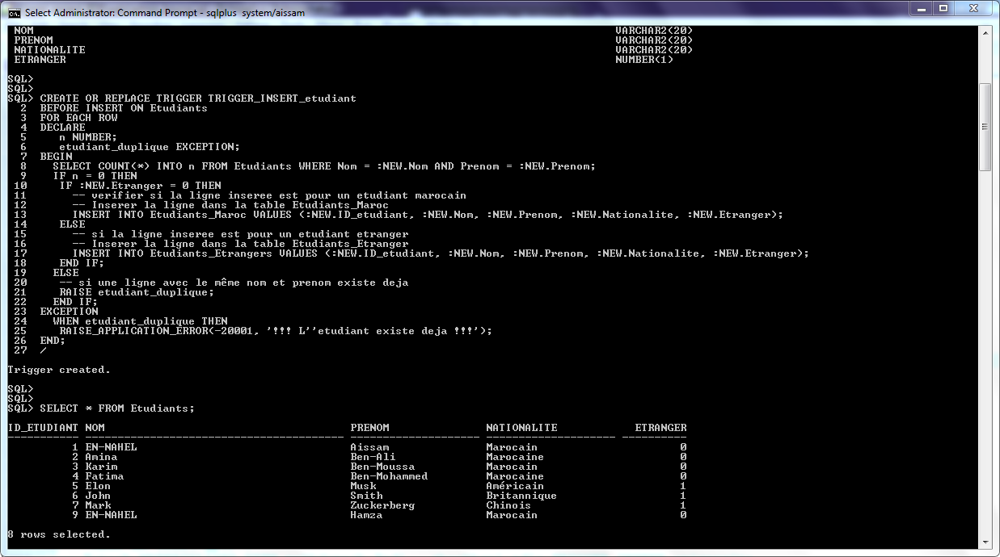 Select Administrator: Command Prompt - sqlplus  system/aissam
 NOM                                                                                          VARCHAR2(20)
 PRENOM                                                                                       VARCHAR2(20)
 NATIONALITE                                                                                  VARCHAR2(20)
 ETRANGER                                                                                     NUMBER(1)
SQL>
SQL>
SQL> CREATE OR REPLACE TRIGGER TRIGGER_INSERT_etudiant
  2  BEFORE INSERT ON Etudiants
  3  FOR EACH ROW
  4  DECLARE
  5     n NUMBER;
  6     etudiant_duplique EXCEPTION;
  7  BEGIN
  8    SELECT COUNT(*) INTO n FROM Etudiants WHERE Nom = :NEW.Nom AND Prenom = :NEW.Prenom;
  9    IF n = 0 THEN
 10     IF :NEW.Etranger = 0 THEN
 11       -- verifier si la ligne inseree est pour un etudiant marocain
 12       -- Inserer la ligne dans la table Etudiants_Maroc
 13       INSERT INTO Etudiants_Maroc VALUES (:NEW.ID_etudiant, :NEW.Nom, :NEW.Prenom, :NEW.Nationalite, :NEW.Etranger);
 14     ELSE
 15       -- si la ligne inseree est pour un etudiant etranger
 16       -- Inserer la ligne dans la table Etudiants_Etranger
 17       INSERT INTO Etudiants_Etrangers VALUES (:NEW.ID_etudiant, :NEW.Nom, :NEW.Prenom, :NEW.Nationalite, :NEW.Etranger);
 18     END IF;
 19    ELSE
 20     -- si une ligne avec le même nom et prenom existe deja
 21     RAISE etudiant_duplique;
 22    END IF;
 23  EXCEPTION
 24    WHEN etudiant_duplique THEN
 25     RAISE_APPLICATION_ERROR(-20001, '!!! L''etudiant existe deja !!!');
 26  END;
 27  /
Trigger created.
SQL>
SQL>
SQL> SELECT * FROM Etudiants;
ID_ETUDIANT NOM                                      PRENOM               NATIONALITE            ETRANGER
----------- ---------------------------------------- -------------------- -------------------- ----------
          1 EN-NAHEL                                 Aissam               Marocain                      0
          2 Amina                                    Ben-Ali              Marocaine                     0
          3 Karim                                    Ben-Moussa           Marocain                      0
          4 Fatima                                   Ben-Mohammed         Marocaine                     0
          5 Elon                                     Musk                 Américain                     1
          6 John                                     Smith                Britannique                   1
          7 Mark                                     Zuckerberg           Chinois                       1
          9 EN-NAHEL                                 Hamza                Marocain                      0
8 rows selected.